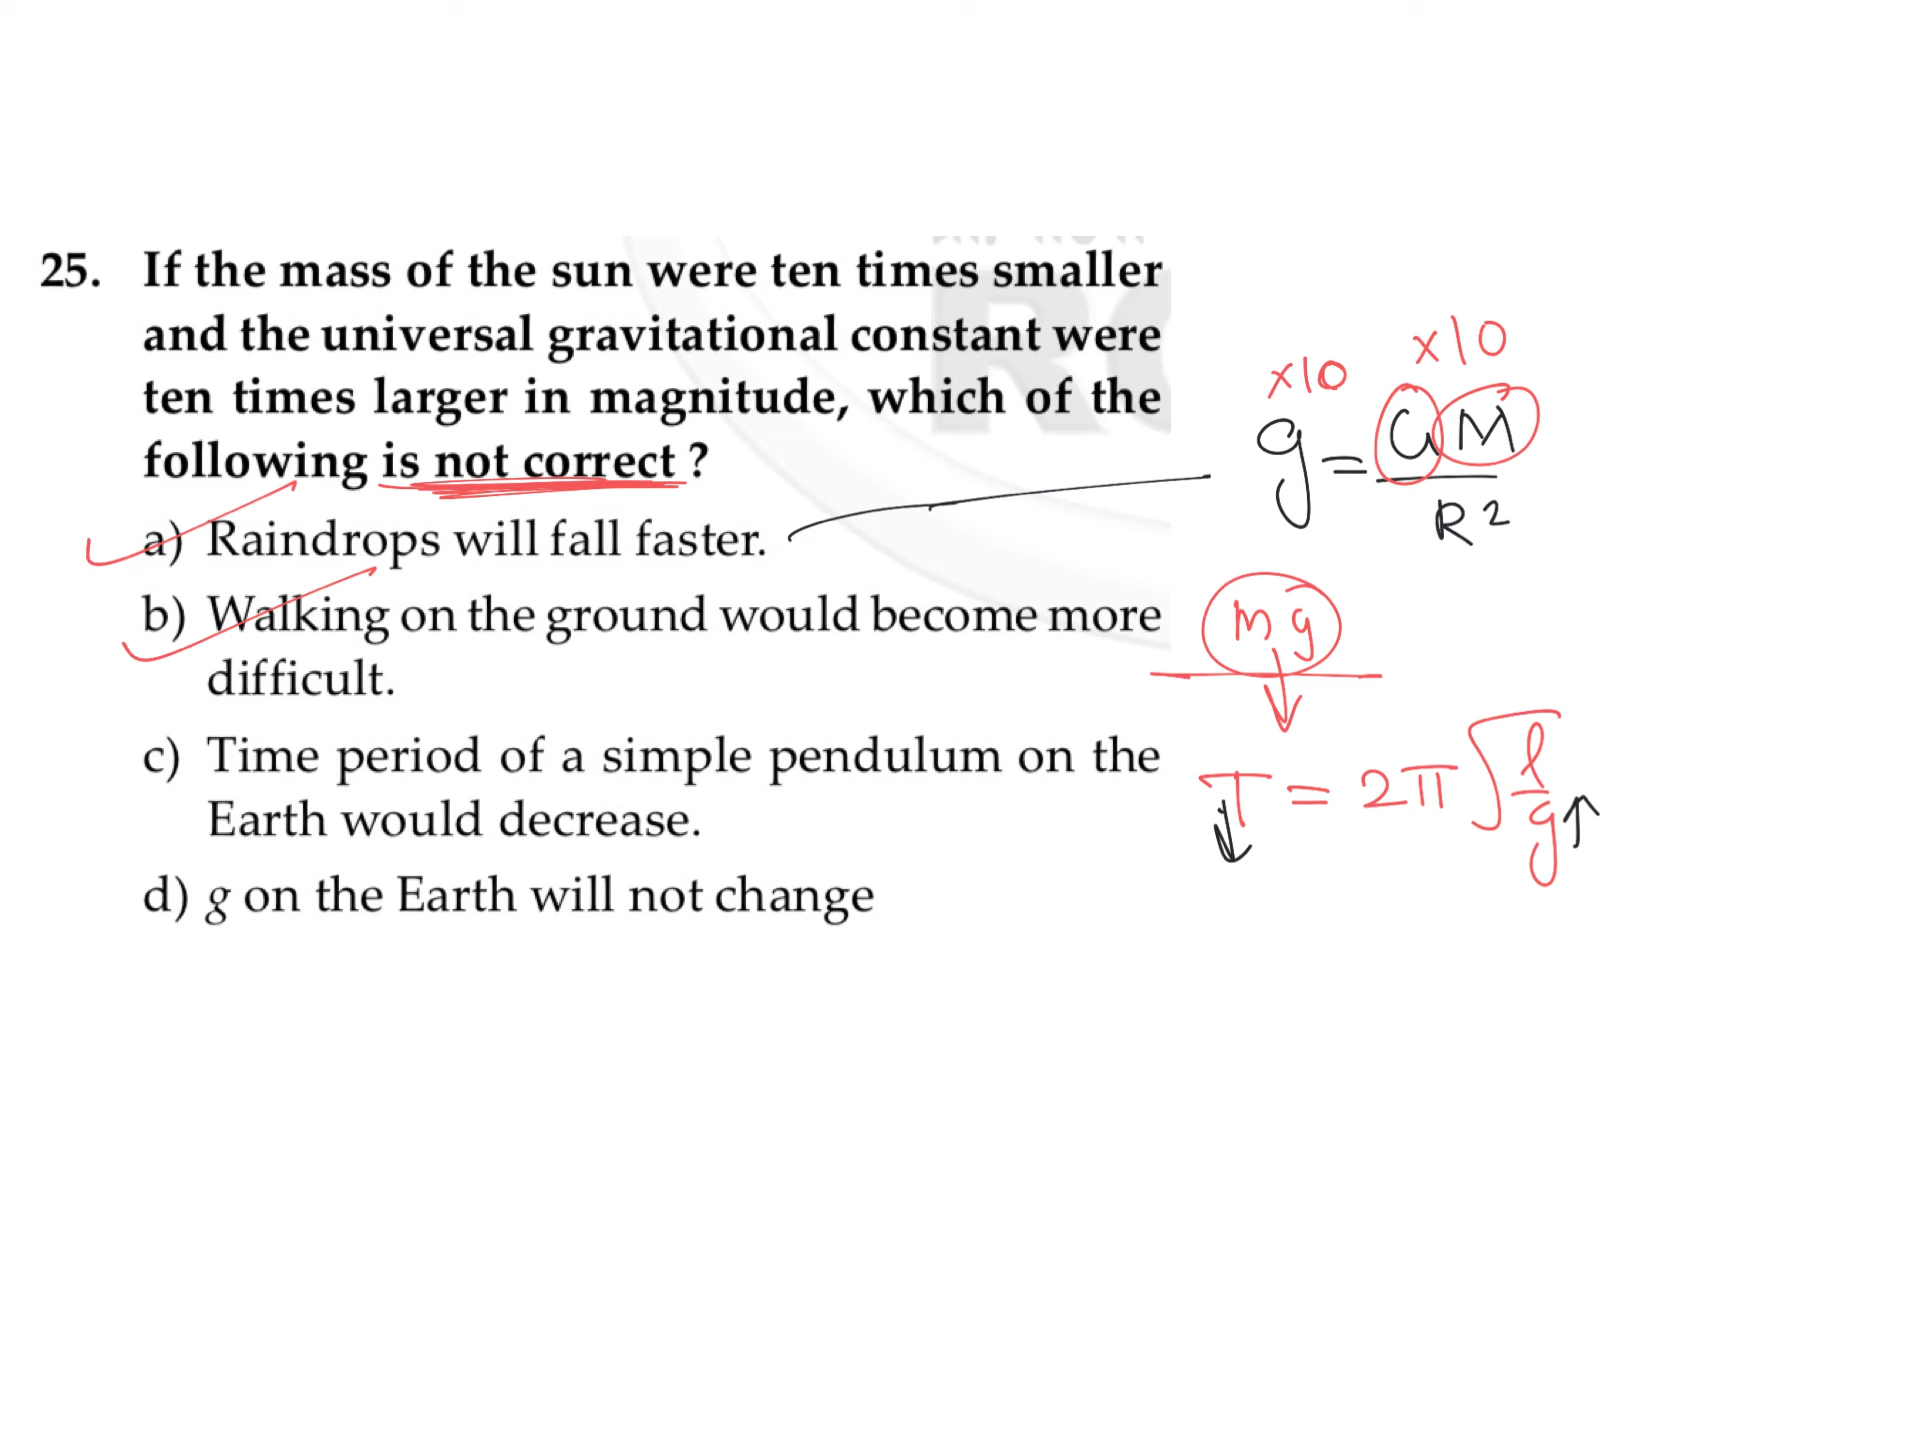 25. If the mass of the sun were ten times smaller
and the universal gravitational constant were
ten times larger in magnitude, which of the
following is not correct ?
a) Raindrops will fall faster.
b) Walking on the ground would become more
difficult.
c) Time period of a simple pendulum on the
Earth would decrease.
d) g on the Earth will not change
x10
x10
g = GM
R²
mg
T = 2π√l
g↑